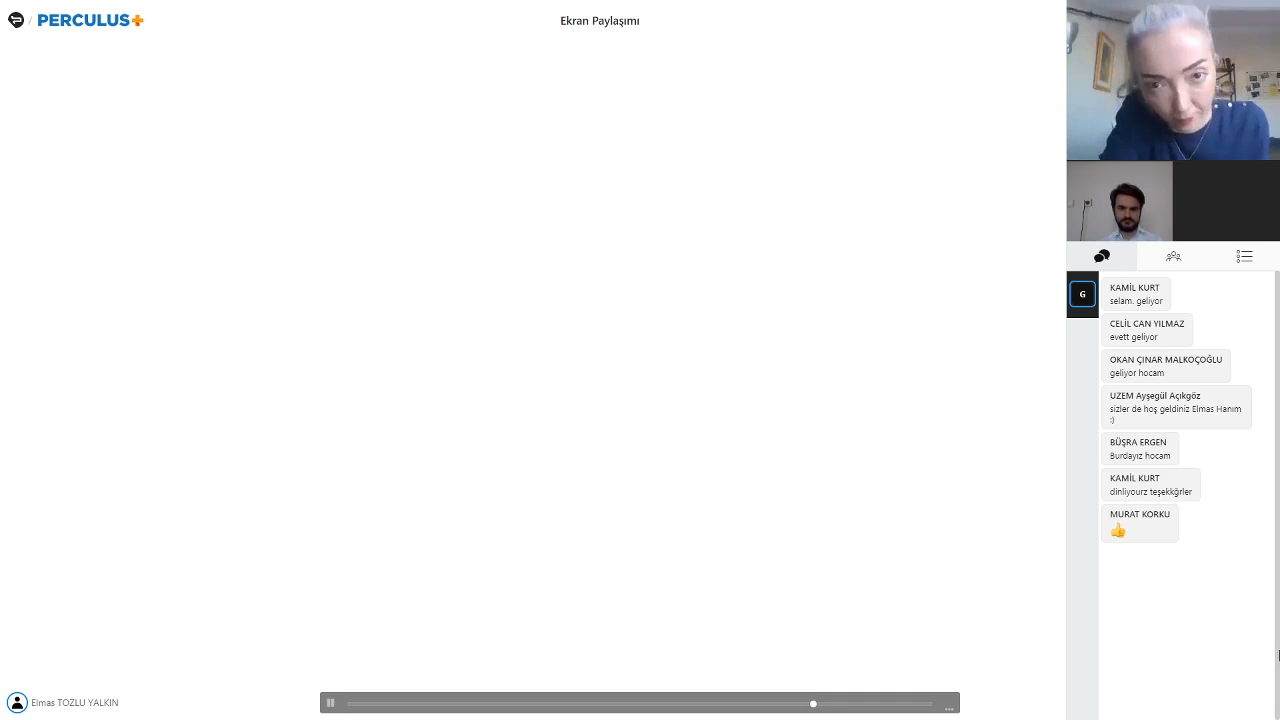 / PERCULUS+
Ekran Paylaşımı
G
KAMİL KURT
selam. geliyor
CELİL CAN YILMAZ
evett geliyor
OKAN ÇINAR MALKOÇOĞLU
geliyor hocam
UZEM Ayşegül Açıkgöz
sizler de hoş geldiniz Elmas Hanım
:)
BÜŞRA ERGEN
Burdayız hocam
KAMİL KURT
dinliyourz teşekkğrler
MURAT KORKU
👍
Elmas TOZLU YALKIN
...